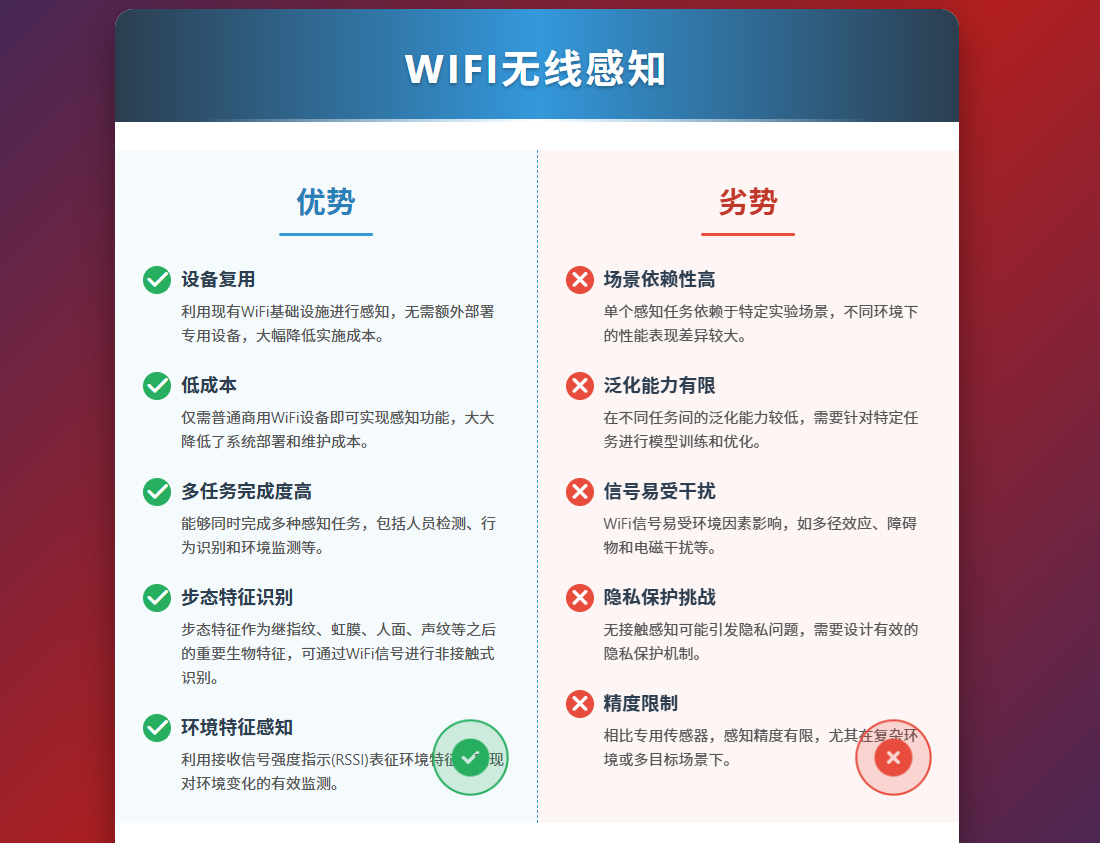 WIFI无线感知
优势
设备复用
利用现有WiFi基础设施进行感知，无需额外部署
专用设备，大幅降低实施成本。
低成本
仅需普通商用WiFi设备即可实现感知功能，大大
降低了系统部署和维护成本。
多任务完成度高
能够同时完成多种感知任务，包括人员检测、行
为识别和环境监测等。
步态特征识别
步态特征作为继指纹、虹膜、人面、声纹等之后
的重要生物特征，可通过WiFi信号进行非接触式
识别。
环境特征感知
利用接收信号强度指示(RSSI)表征环境特征 现
对环境变化的有效监测。
劣势
场景依赖性高
单个感知任务依赖于特定实验场景，不同环境下
的性能表现差异较大。
泛化能力有限
在不同任务间的泛化能力较低，需要针对特定任
务进行模型训练和优化。
信号易受干扰
WiFi信号易受环境因素影响，如多径效应、障碍
物和电磁干扰等。
隐私保护挑战
无接触感知可能引发隐私问题，需要设计有效的
隐私保护机制。
精度限制
相比专用传感器，感知精度有限，尤其在复杂环
境或多目标场景下。